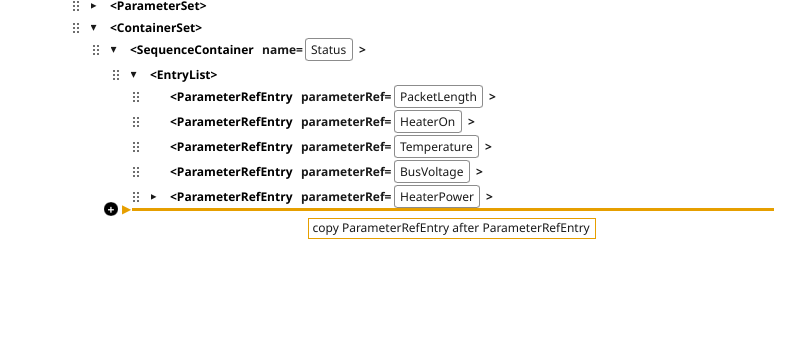 <ParameterSet>
<ContainerSet>
<SequenceContainer name= Status >
<EntryList>
<ParameterRefEntry parameterRef= PacketLength >
<ParameterRefEntry parameterRef= HeaterOn >
<ParameterRefEntry parameterRef= Temperature >
<ParameterRefEntry parameterRef= BusVoltage >
<ParameterRefEntry parameterRef= HeaterPower >
copy ParameterRefEntry after ParameterRefEntry